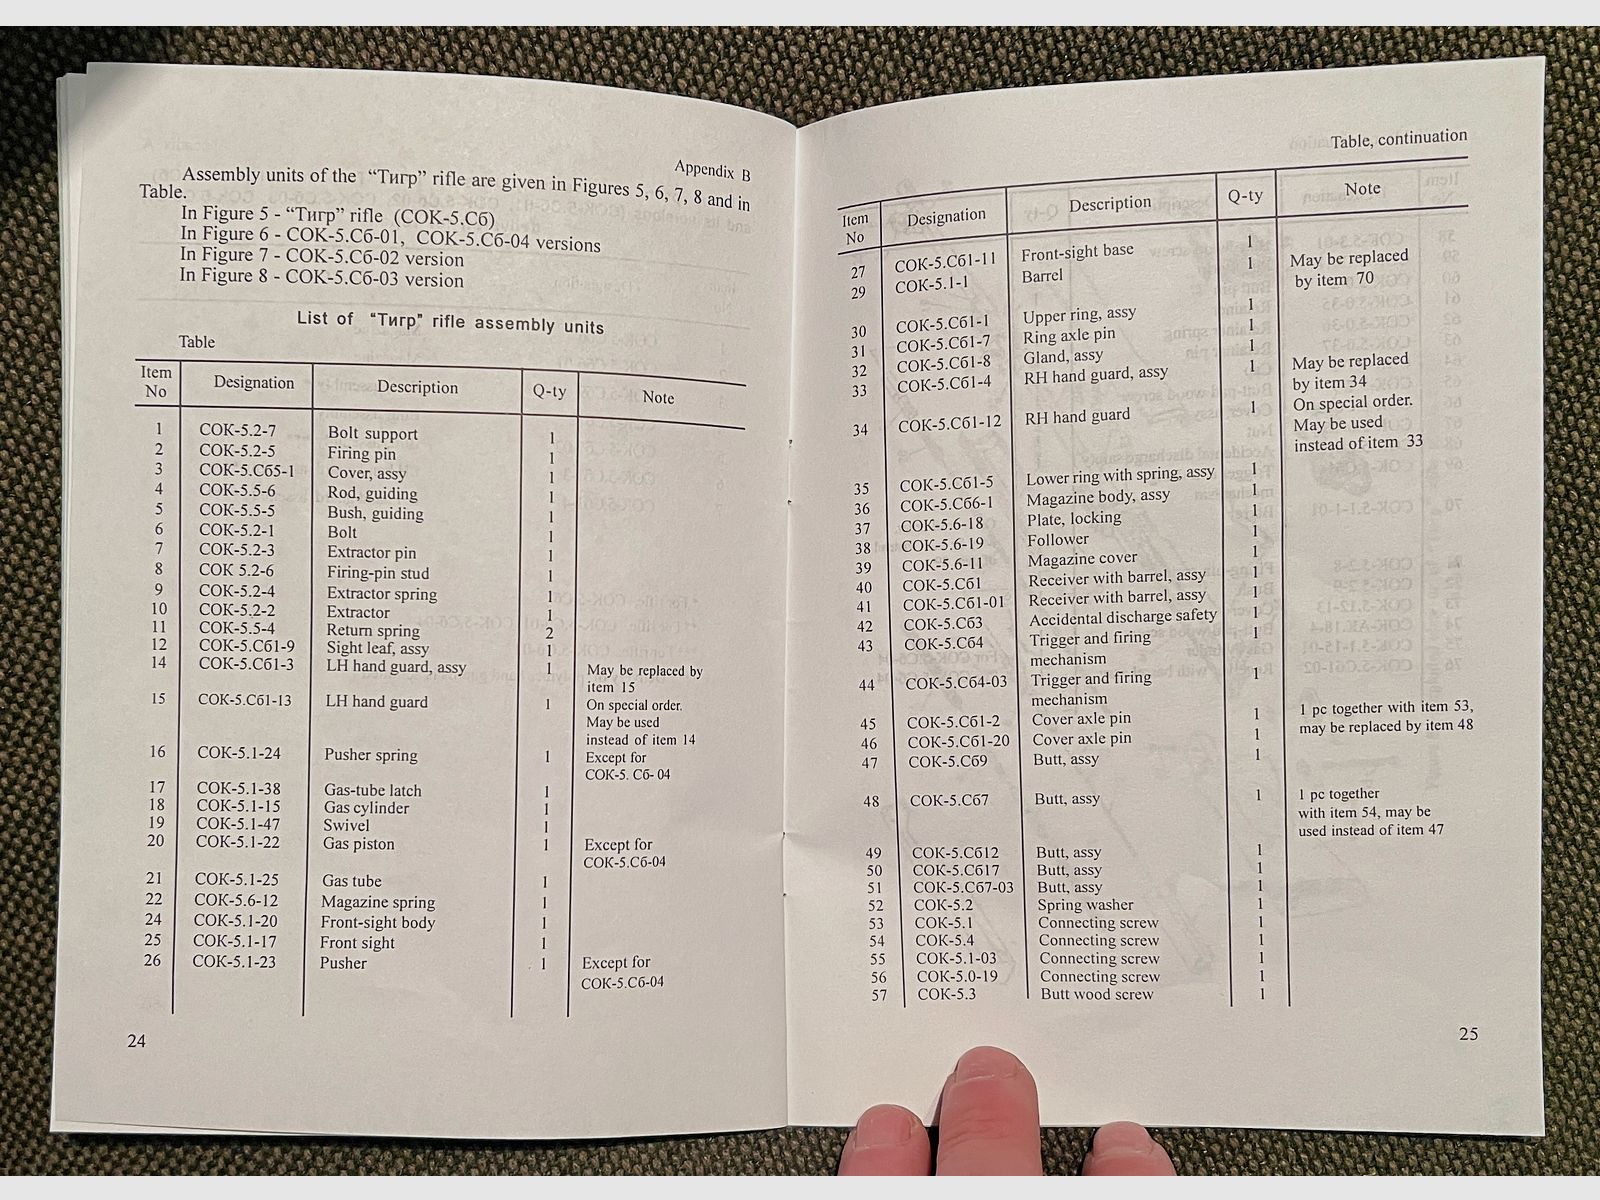 Appendix B
Assembly units of the “Тигр” rifle are given in Figures 5, 6, 7, 8 and in
Table.
In Figure 5 - “Тигр” rifle (СОК-5.Сб)
In Figure 6 - СОК-5.Сб-01, СОК-5.Сб-04 versions
In Figure 7 - СОК-5.Сб-02 version
In Figure 8 - СОК-5.Сб-03 version
List of “Тигр” rifle assembly units
Table
Item No Designation Description Q-ty Note
1 СОК-5.2-7 Bolt support 1
2 СОК-5.2-5 Firing pin 1
3 СОК-5.Сб5-1 Cover, assy 1
4 СОК-5.5-6 Rod, guiding 1
5 СОК-5.5-5 Bush, guiding 1
6 СОК-5.2-1 Bolt 1
7 СОК-5.2-3 Extractor pin 1
8 СОК 5.2-6 Firing-pin stud 1
9 СОК-5.2-4 Extractor spring 1
10 СОК-5.2-2 Extractor 1
11 СОК-5.5-4 Return spring 2
12 СОК-5.Сб1-9 Sight leaf, assy 1
14 СОК-5.Сб1-3 LH hand guard, assy 1 May be replaced by
item 15
15 СОК-5.Сб1-13 LH hand guard 1 On special order.
May be used
instead of item 14
16 СОК-5.1-24 Pusher spring 1 Except for
СОК-5. Сб- 04
17 СОК-5.1-38 Gas-tube latch 1
18 СОК-5.1-15 Gas cylinder 1
19 СОК-5.1-47 Swivel 1
20 СОК-5.1-22 Gas piston 1 Except for
СОК-5.Сб-04
21 СОК-5.1-25 Gas tube 1
22 СОК-5.6-12 Magazine spring 1
24 СОК-5.1-20 Front-sight body 1
25 СОК-5.1-17 Front sight 1
26 СОК-5.1-23 Pusher 1 Except for
СОК-5.Сб-04
24
Table, continuation
Item No Designation Description Q-ty Note
27 СОК-5.Сб1-11 Front-sight base 1
29 СОК-5.1-1 Barrel 1 May be replaced
by item 70
30 СОК-5.Сб1-1 Upper ring, assy 1
31 СОК-5.Сб1-7 Ring axle pin 1
32 СОК-5.Сб1-8 Gland, assy 1
33 СОК-5.Сб1-4 RH hand guard, assy 1 May be replaced
by item 34
34 СОК-5.Сб1-12 RH hand guard 1 On special order.
May be used
instead of item 33
35 СОК-5.Сб1-5 Lower ring with spring, assy 1
36 СОК-5.Сб6-1 Magazine body, assy 1
37 СОК-5.6-18 Plate, locking 1
38 СОК-5.6-19 Follower 1
39 СОК-5.6-11 Magazine cover 1
40 СОК-5.Сб1 Receiver with barrel, assy 1
41 СОК-5.Сб1-01 Receiver with barrel, assy 1
42 СОК-5.Сб3 Accidental discharge safety 1
43 СОК-5.Сб4 Trigger and firing 1
mechanism
44 СОК-5.Сб4-03 Trigger and firing 1
mechanism
45 СОК-5.Сб1-2 Cover axle pin 1 1 pc together with item 53,
46 СОК-5.Сб1-20 Cover axle pin 1 may be replaced by item 48
47 СОК-5.Сб9 Butt, assy 1
48 СОК-5.Сб7 Butt, assy 1 1 pc together
with item 54, may be
used instead of item 47
49 СОК-5.Сб12 Butt, assy 1
50 СОК-5.Сб17 Butt, assy 1
51 СОК-5.Сб7-03 Butt, assy 1
52 СОК-5.2 Spring washer 1
53 СОК-5.1 Connecting screw 1
54 СОК-5.4 Connecting screw 1
55 СОК-5.1-03 Connecting screw 1
56 СОК-5.0-19 Connecting screw 1
57 СОК-5.3 Butt wood screw 1
25